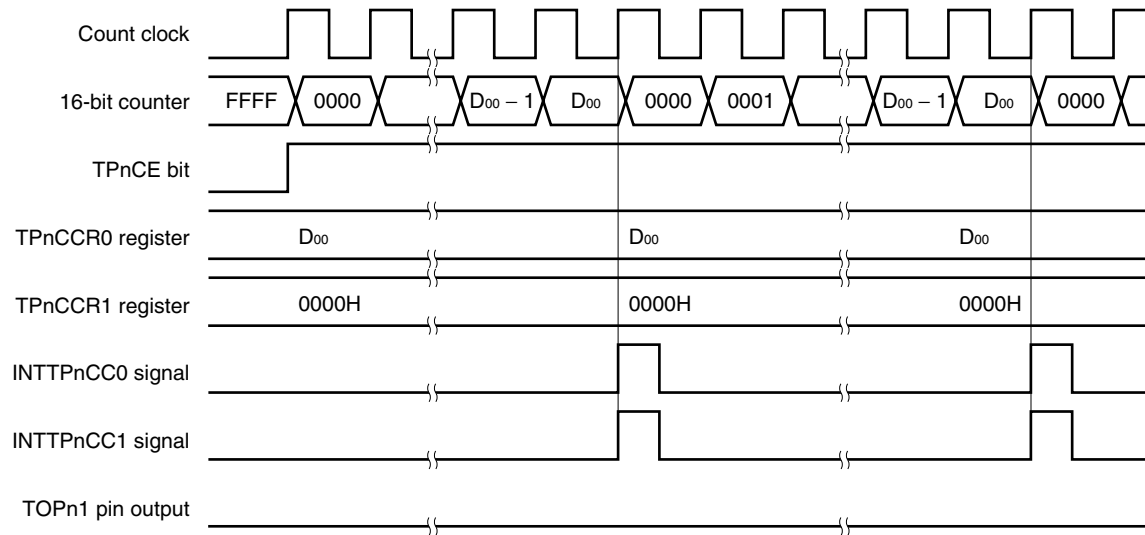 Count clock
16-bit counter FFFF 0000 D00 − 1 D00 0000 0001 D00 − 1 D00 0000
TPnCE bit
TPnCCR0 register D00 D00 D00
TPnCCR1 register 0000H 0000H 0000H
INTTPnCC0 signal
INTTPnCC1 signal
TOPn1 pin output